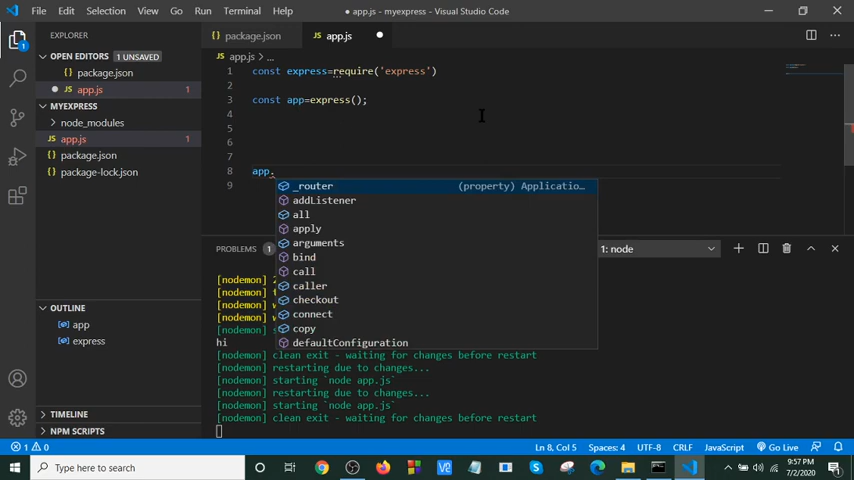 File Edit Selection View Go Run Terminal Help
● app.js - myexpress - Visual Studio Code
EXPLORER
package.json
app.js ●
OPEN EDITORS 1 UNSAVED
package.json
app.js 1
MYEXPRESS
node_modules
app.js 1
package.json
package-lock.json
app.js > ...
1 const express=require('express')
2
3 const app=express();
4
5
6
7
8 app.
9
_router (property) Applicatio...
addListener
all
apply
arguments
bind
call
caller
checkout
connect
copy
defaultConfiguration
PROBLEMS 1
1: node
[nodemon] 2
[nodemon]
[nodemon] w
[nodemon] w
[nodemon] s
hi
[nodemon] clean exit - waiting for changes before restart
[nodemon] restarting due to changes...
[nodemon] starting `node app.js`
[nodemon] restarting due to changes...
[nodemon] starting `node app.js`
[nodemon] clean exit - waiting for changes before restart
OUTLINE
app
express
TIMELINE
NPM SCRIPTS
1 0
Ln 8, Col 5 Spaces: 4 UTF-8 CRLF JavaScript Go Live
Type here to search
9:57 PM
7/2/2020